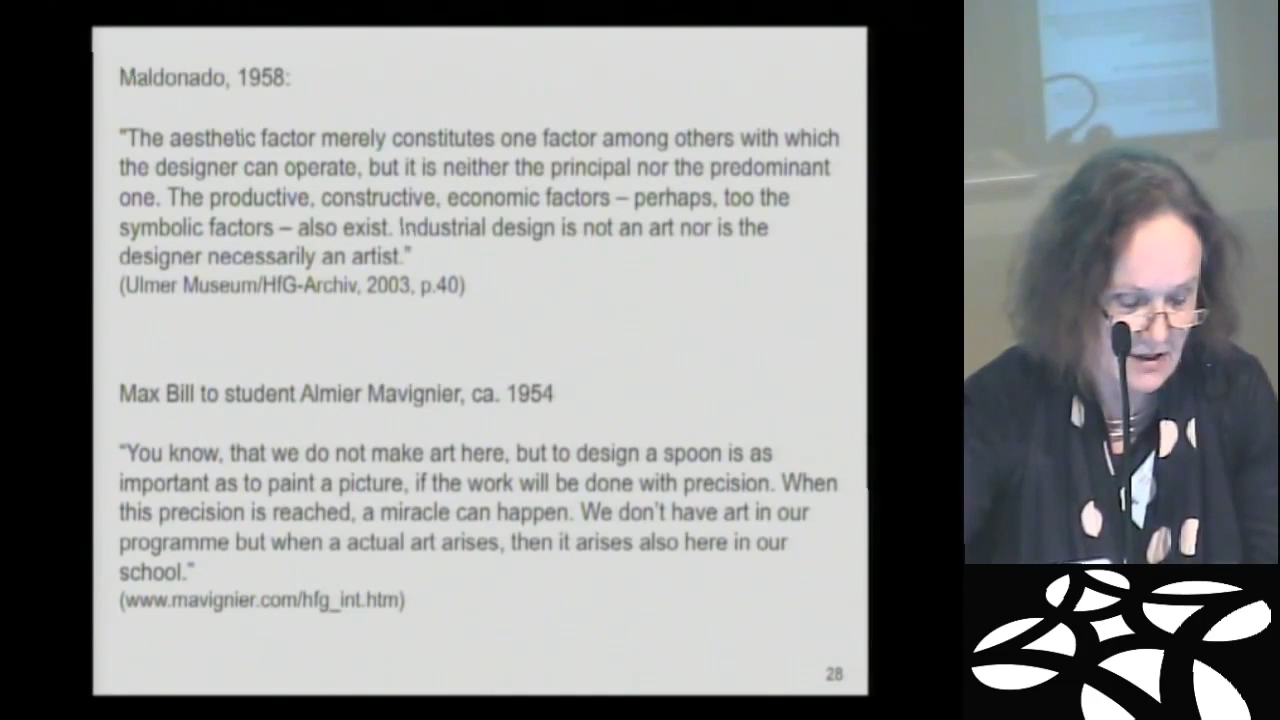 Maldonado, 1958:
"The aesthetic factor merely constitutes one factor among others with which
the designer can operate, but it is neither the principal nor the predominant
one. The productive, constructive, economic factors – perhaps, too the
symbolic factors – also exist. Industrial design is not an art nor is the
designer necessarily an artist."
(Ulmer Museum/HfG-Archiv, 2003, p.40)
Max Bill to student Almier Mavignier, ca. 1954
"You know, that we do not make art here, but to design a spoon is as
important as to paint a picture, if the work will be done with precision. When
this precision is reached, a miracle can happen. We don't have art in our
programme but when a actual art arises, then it arises also here in our
school."
(www.mavignier.com/hfg_int.htm)
28